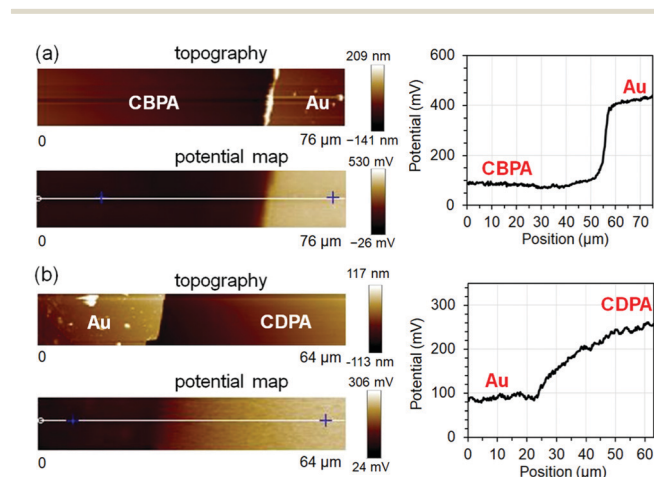 (a)
topography
CBPA
Au
0
76 µm
209 nm
−141 nm
potential map
0
76 µm
530 mV
−26 mV
Potential (mV)
600
400
200
0
CBPA
Au
0 10 20 30 40 50 60 70
Position (µm)
(b)
topography
Au
CDPA
0
64 µm
117 nm
-113 nm
potential map
0
64 µm
306 mV
24 mV
Potential (mV)
300
200
100
0
Au
CDPA
0 10 20 30 40 50 60
Position (µm)